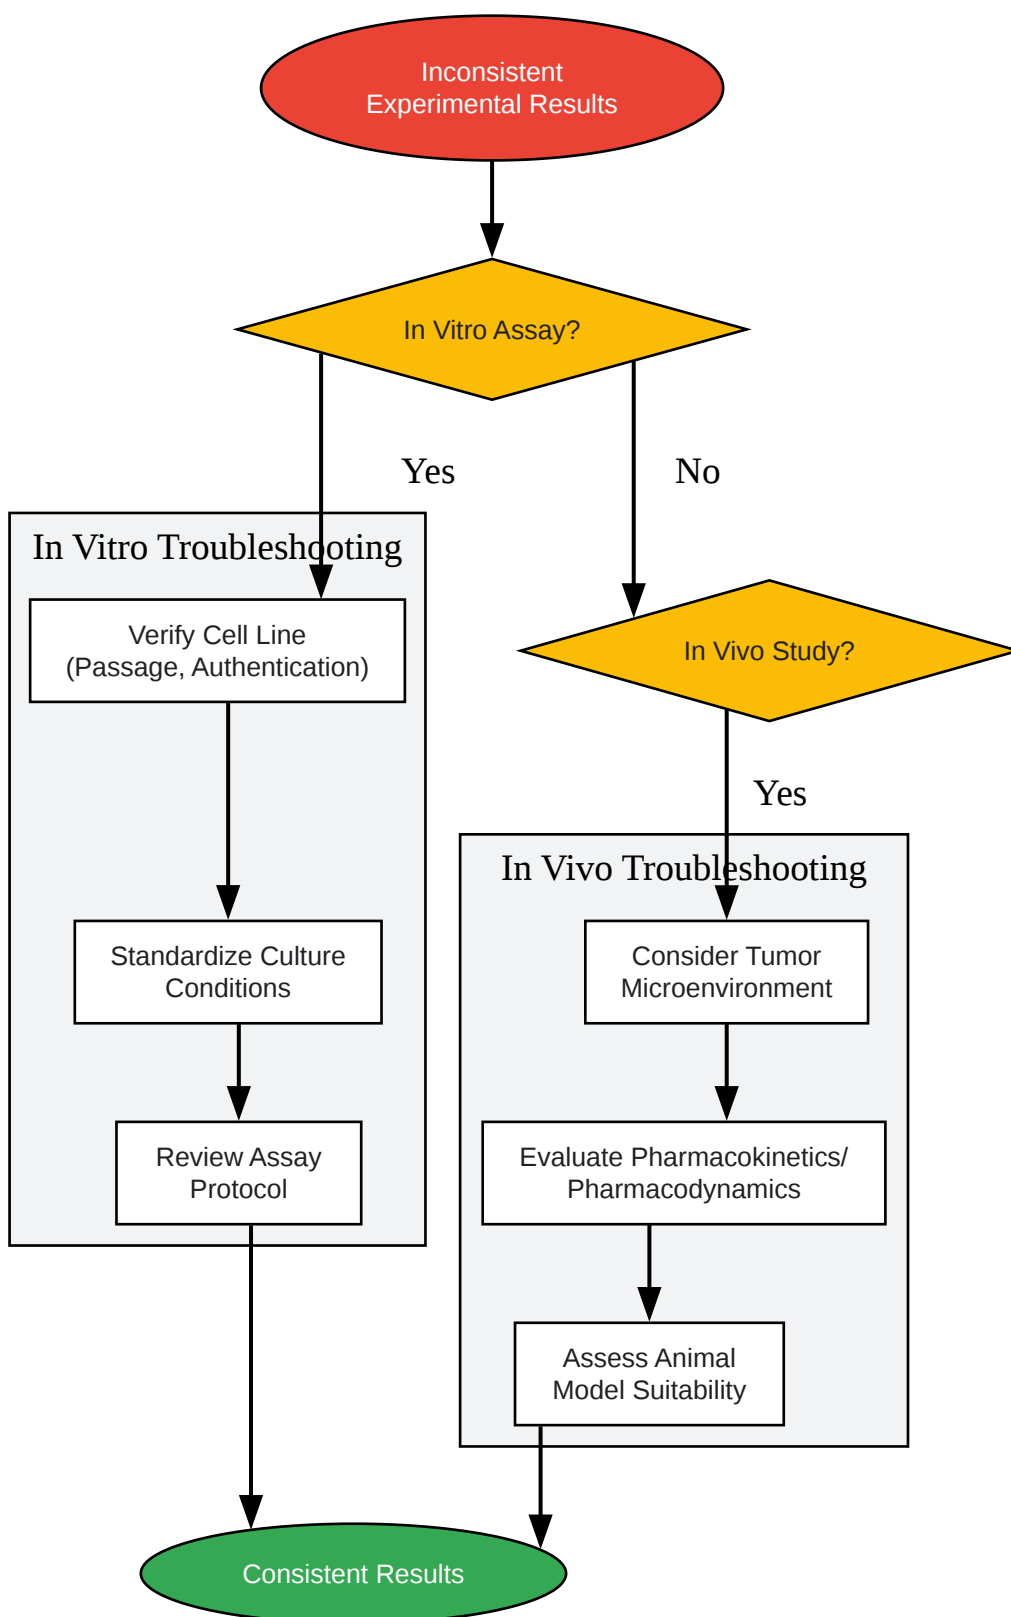 Inconsistent
Experimental Results
In Vitro Assay?
Yes
No
In Vitro Troubleshooting
Verify Cell Line
(Passage, Authentication)
In Vivo Study?
Yes
In Vivo Troubleshooting
Standardize Culture
Conditions
Consider Tumor
Microenvironment
Review Assay
Protocol
Evaluate Pharmacokinetics/
Pharmacodynamics
Assess Animal
Model Suitability
Consistent Results